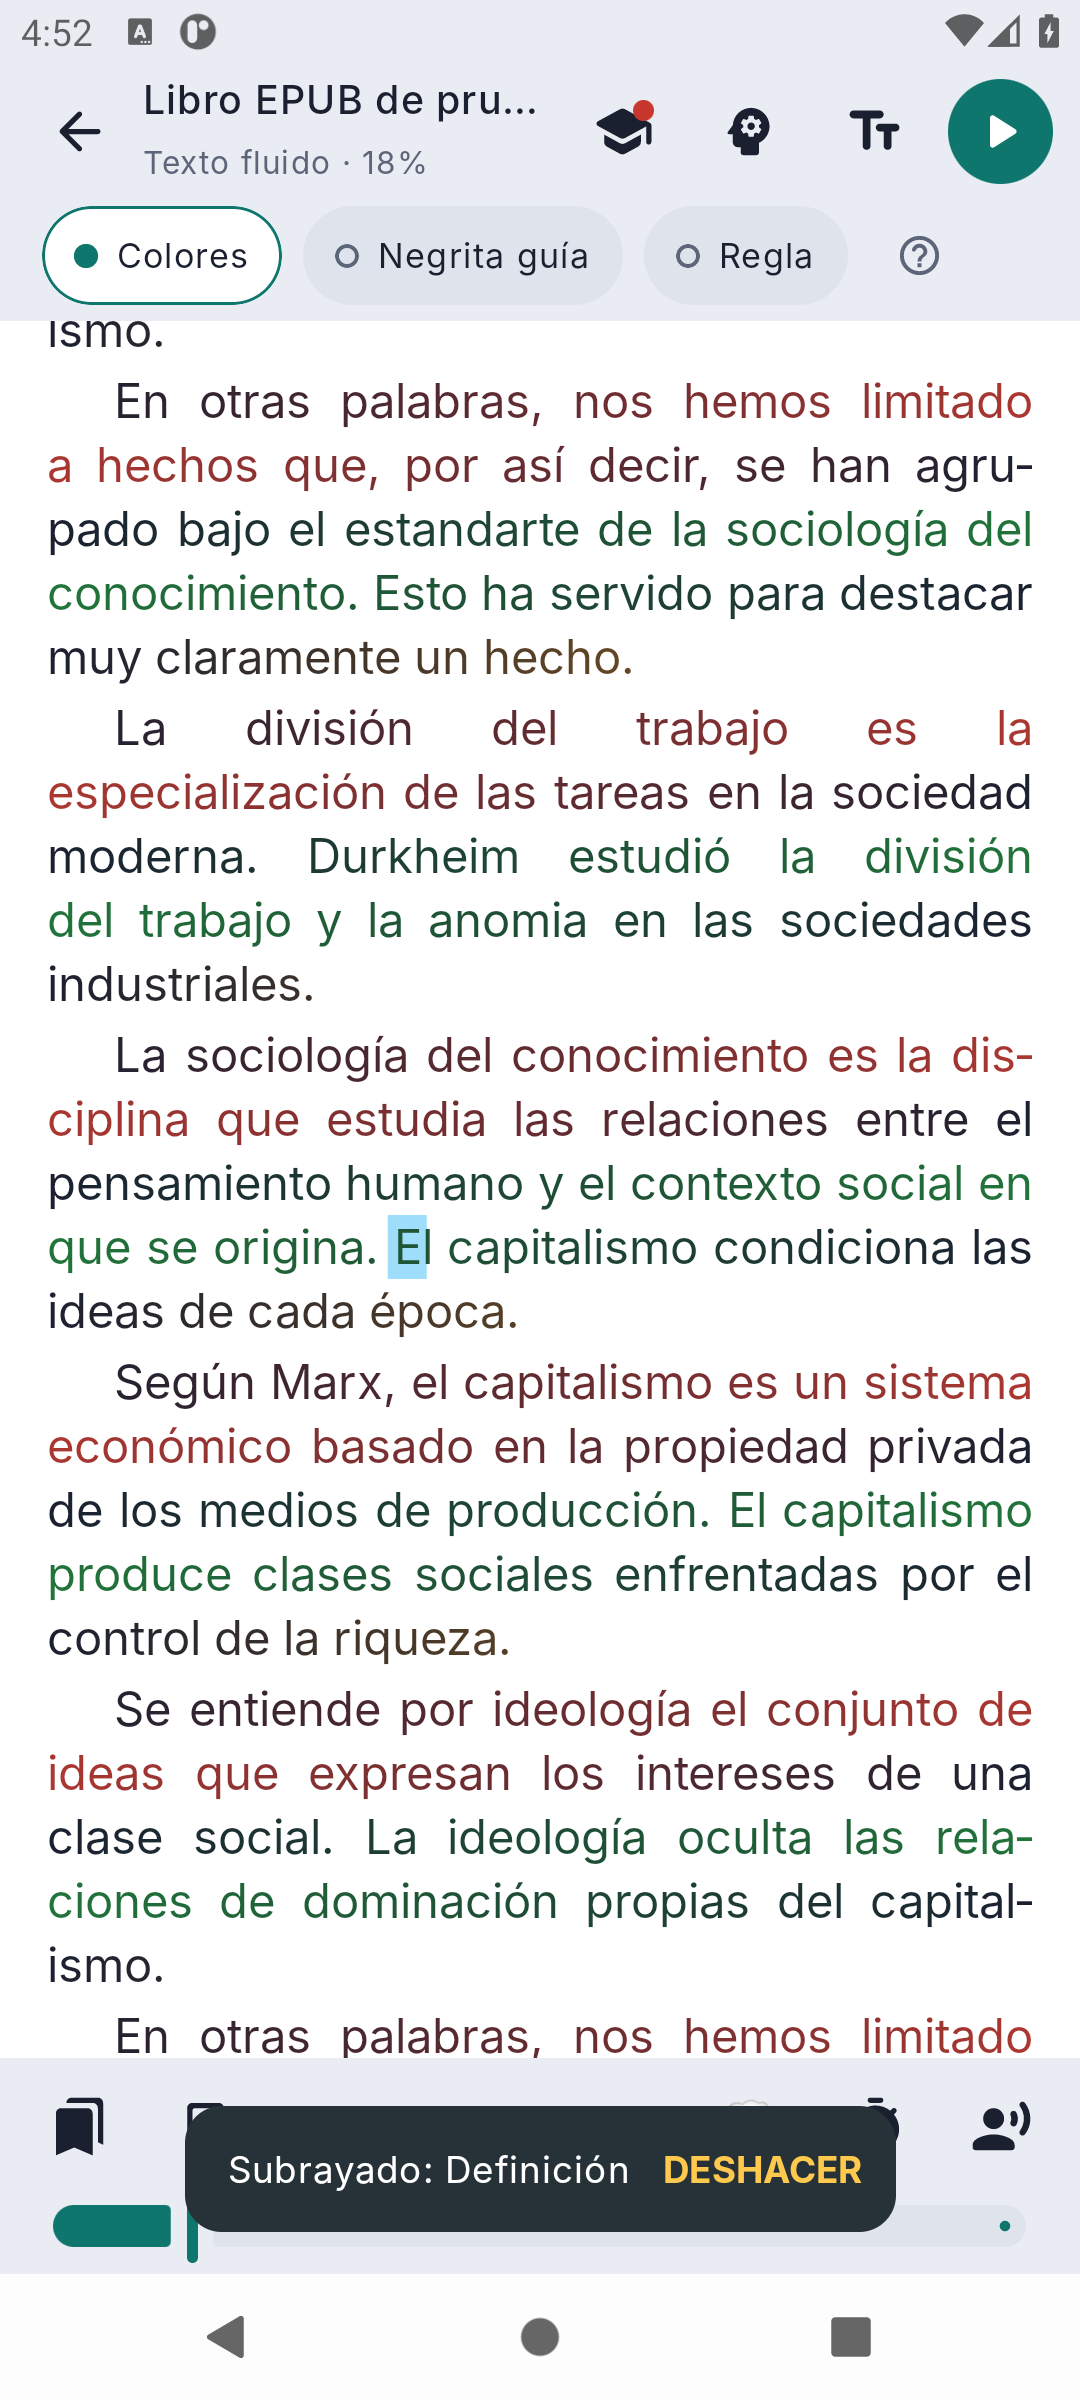 4:52
Libro EPUB de pru...
Texto fluido · 18%
Colores
Negrita guía
Regla
ismo.
En otras palabras, nos hemos limitado
a hechos que, por así decir, se han agru-
pado bajo el estandarte de la sociología del
conocimiento. Esto ha servido para destacar
muy claramente un hecho.
La división del trabajo es la
especialización de las tareas en la sociedad
moderna. Durkheim estudió la división
del trabajo y la anomia en las sociedades
industriales.
La sociología del conocimiento es la dis-
ciplina que estudia las relaciones entre el
pensamiento humano y el contexto social en
que se origina. El capitalismo condiciona las
ideas de cada época.
Según Marx, el capitalismo es un sistema
económico basado en la propiedad privada
de los medios de producción. El capitalismo
produce clases sociales enfrentadas por el
control de la riqueza.
Se entiende por ideología el conjunto de
ideas que expresan los intereses de una
clase social. La ideología oculta las rela-
ciones de dominación propias del capital-
ismo.
En otras palabras, nos hemos limitado
Subrayado: Definición DESHACER